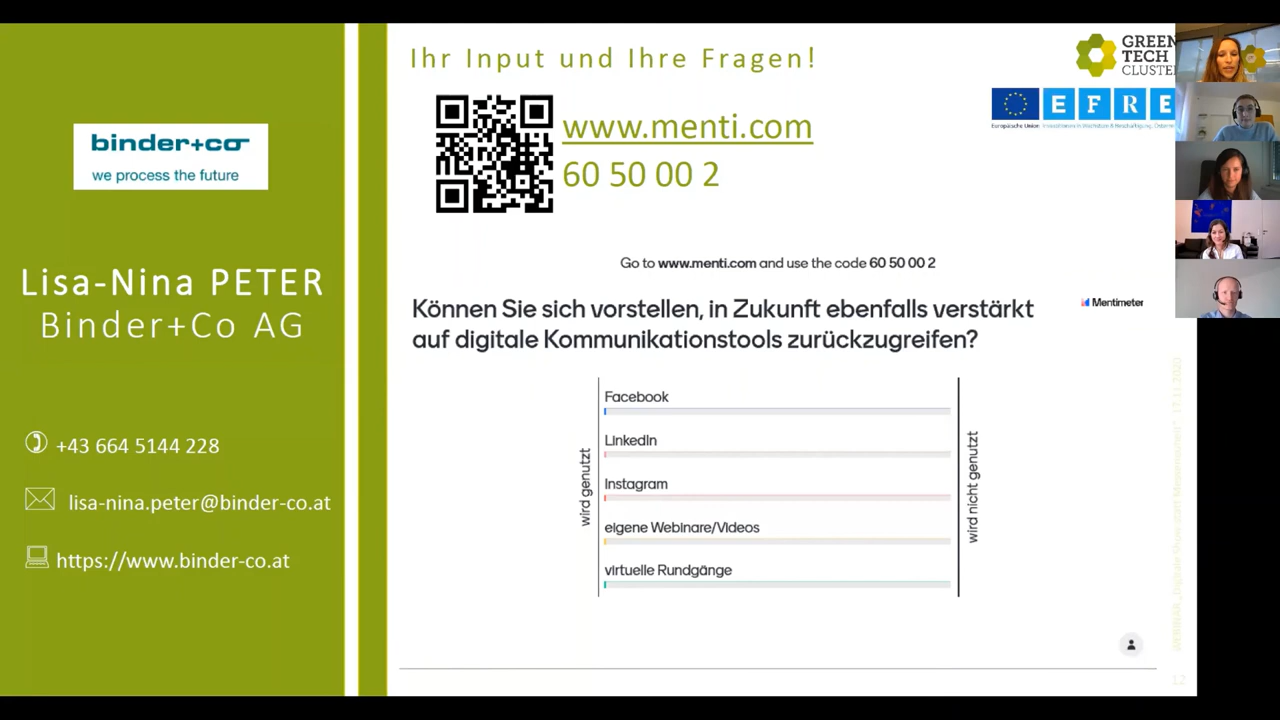 binder+co
we process the future
Lisa-Nina PETER
Binder+Co AG
+43 664 5144 228
lisa-nina.peter@binder-co.at
https://www.binder-co.at
Ihr Input und Ihre Fragen!
www.menti.com
60 50 00 2
GREEN
TECH
CLUSTER
EFRE
Europäische Union
Go to www.menti.com and use the code 60 50 00 2
Können Sie sich vorstellen, in Zukunft ebenfalls verstärkt
auf digitale Kommunikationstools zurückzugreifen?
Mentimeter
wird genutzt
Facebook
LinkedIn
Instagram
eigene Webinare/Videos
virtuelle Rundgänge
wird nicht genutzt
12